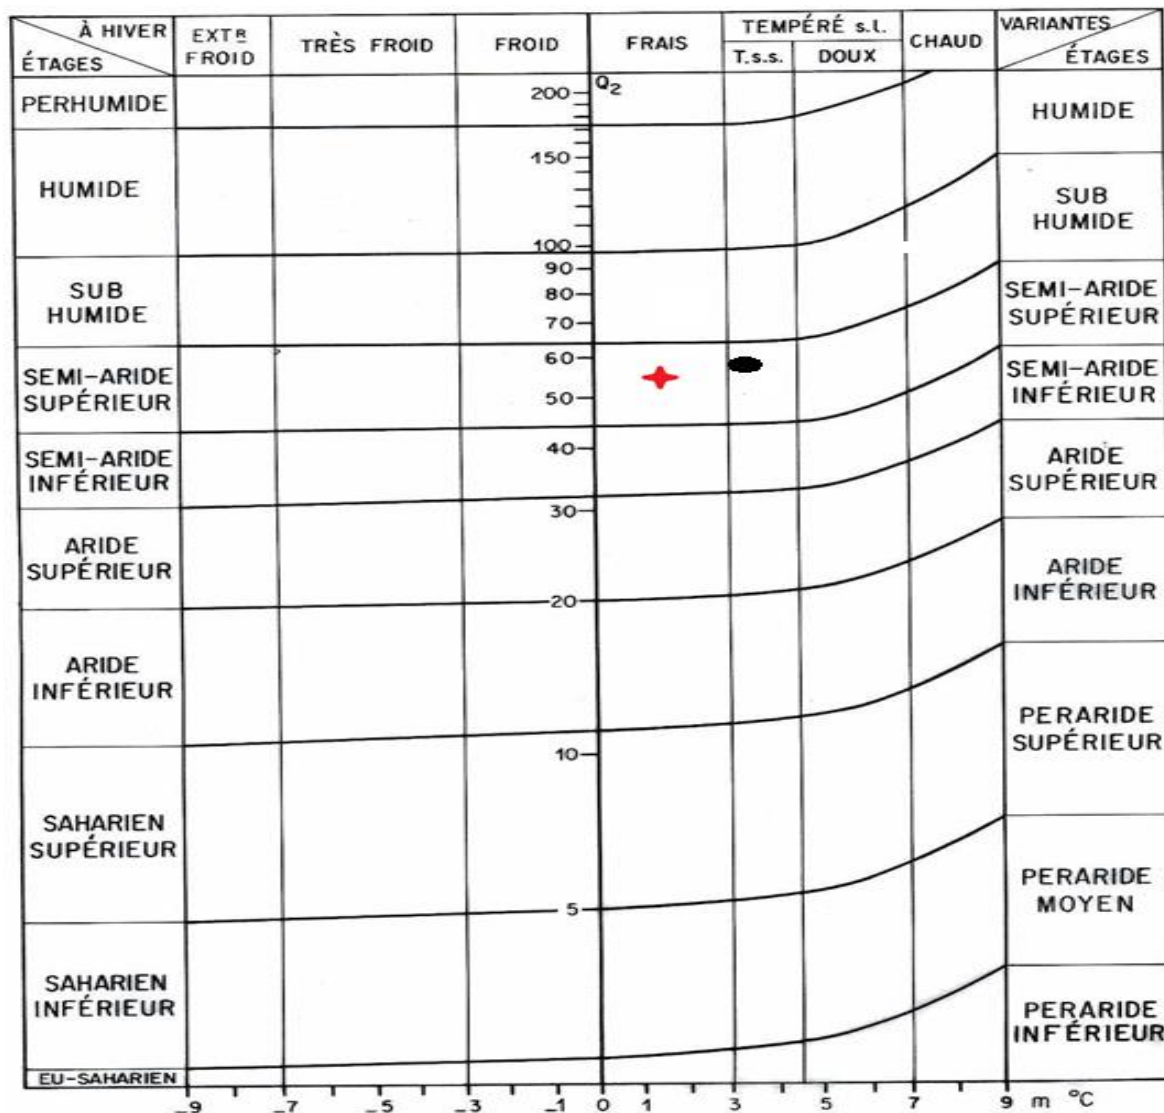 À HIVER
ÉTAGES
EXTR
FROID
TRÈS FROID
FROID
FRAIS
TEMPÉRÉ s.l.
T.s.s.
DOUX
CHAUD
VARIANTES
ÉTAGES
PERHUMIDE
HUMIDE
SUB
HUMIDE
SEMI-ARIDE
SUPÉRIEUR
SEMI-ARIDE
INFÉRIEUR
ARIDE
SUPÉRIEUR
ARIDE
INFÉRIEUR
SAHARIEN
SUPÉRIEUR
SAHARIEN
INFÉRIEUR
EU-SAHARIEN
Q2
200
150
100
90
80
70
60
50
40
30
20
10
5
HUMIDE
SUB
HUMIDE
SEMI-ARIDE
SUPÉRIEUR
SEMI-ARIDE
INFÉRIEUR
ARIDE
SUPÉRIEUR
ARIDE
INFÉRIEUR
PERARIDE
SUPÉRIEUR
PERARIDE
MOYEN
PERARIDE
INFÉRIEUR
-9 -7 -5 -3 -1 0 1 3 5 7 9 m °C